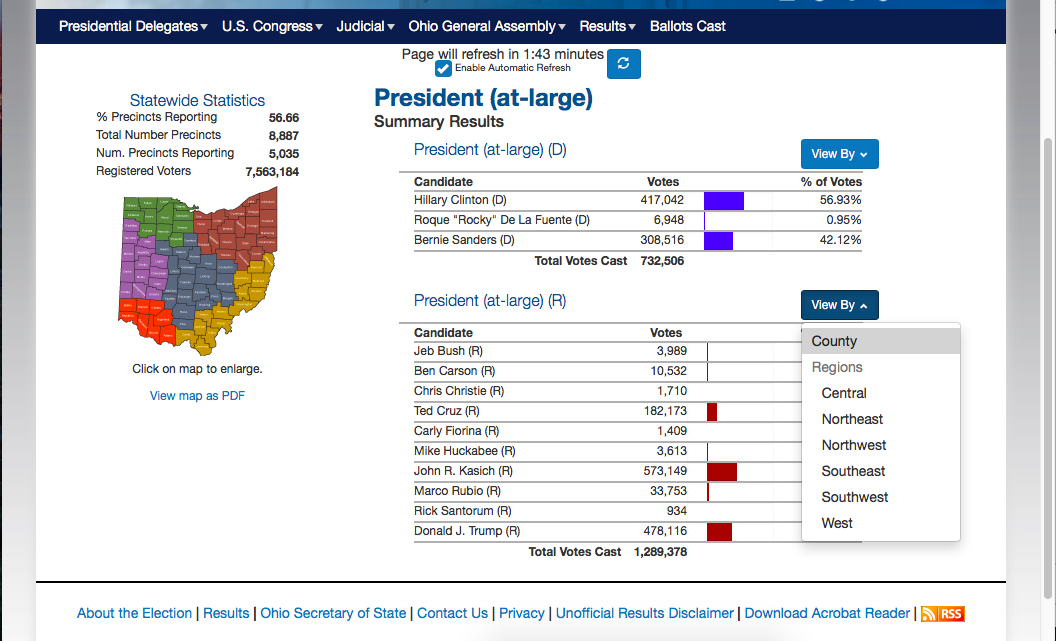 Presidential Delegates▾ U.S. Congress▾ Judicial▾ Ohio General Assembly▾ Results▾ Ballots Cast
Page will refresh in 1:43 minutes
Enable Automatic Refresh
Statewide Statistics
% Precincts Reporting 56.66
Total Number Precincts 8,887
Num. Precincts Reporting 5,035
Registered Voters 7,563,184
Click on map to enlarge.
View map as PDF
President (at-large)
Summary Results
President (at-large) (D)
View By
Candidate Votes % of Votes
Hillary Clinton (D) 417,042 56.93%
Roque "Rocky" De La Fuente (D) 6,948 0.95%
Bernie Sanders (D) 308,516 42.12%
Total Votes Cast 732,506
President (at-large) (R)
View By
Candidate Votes
Jeb Bush (R) 3,989
Ben Carson (R) 10,532
Chris Christie (R) 1,710
Ted Cruz (R) 182,173
Carly Fiorina (R) 1,409
Mike Huckabee (R) 3,613
John R. Kasich (R) 573,149
Marco Rubio (R) 33,753
Rick Santorum (R) 934
Donald J. Trump (R) 478,116
Total Votes Cast 1,289,378
County
Regions
Central
Northeast
Northwest
Southeast
Southwest
West
About the Election | Results | Ohio Secretary of State | Contact Us | Privacy | Unofficial Results Disclaimer | Download Acrobat Reader | RSS